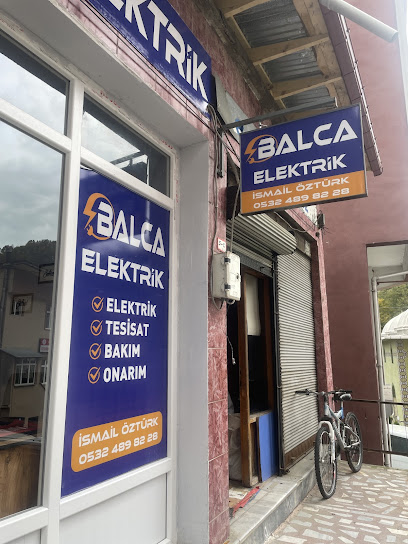 ELEKTRİK
BALCA
ELEKTRİK
İSMAİL ÖZTÜRK
0532 489 82 28
BALCA
ELEKTRİK
ELEKTRİK
TESİSAT
BAKIM
ONARIM
İSMAİL ÖZTÜRK
0532 489 82 28